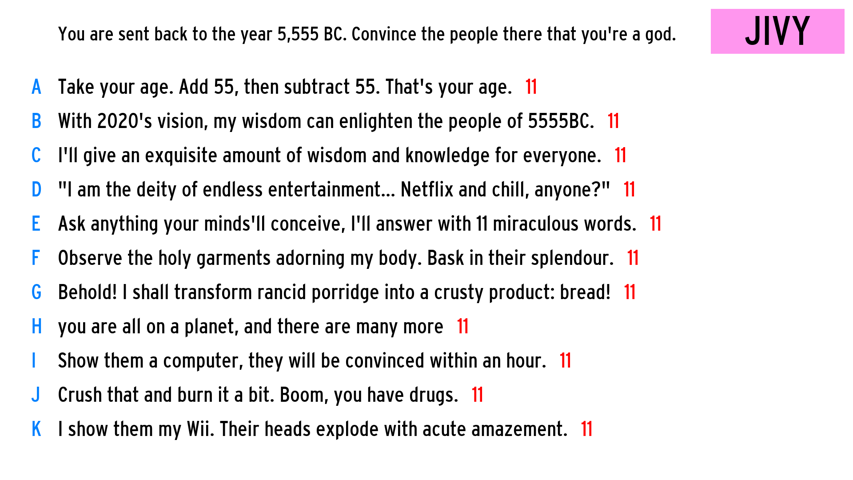 You are sent back to the year 5,555 BC. Convince the people there that you're a god.
JIVY
A Take your age. Add 55, then subtract 55. That's your age. 11
B With 2020's vision, my wisdom can enlighten the people of 5555BC. 11
C I'll give an exquisite amount of wisdom and knowledge for everyone. 11
D "I am the deity of endless entertainment... Netflix and chill, anyone?" 11
E Ask anything your minds'll conceive, I'll answer with 11 miraculous words. 11
F Observe the holy garments adorning my body. Bask in their splendour. 11
G Behold! I shall transform rancid porridge into a crusty product: bread! 11
H you are all on a planet, and there are many more 11
I Show them a computer, they will be convinced within an hour. 11
J Crush that and burn it a bit. Boom, you have drugs. 11
K I show them my Wii. Their heads explode with acute amazement. 11